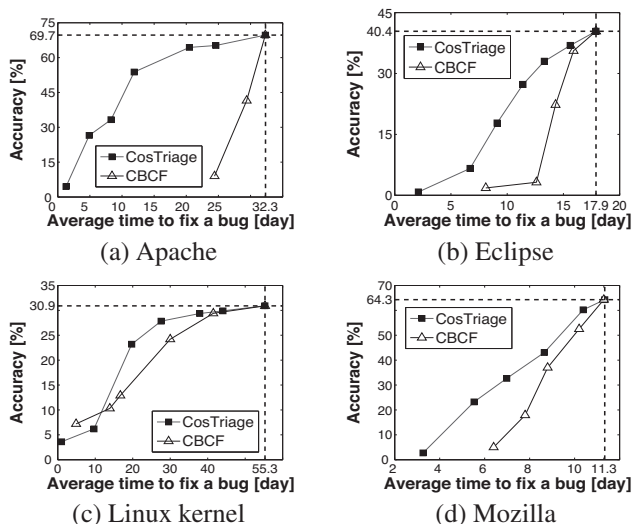 75
69.7
60
45
30
15
0
Accuracy [%]
CosTriage
CBCF
0 5 10 15 20 25 32.3
Average time to fix a bug [day]
(a) Apache
45
40.4
30
15
0
Accuracy [%]
CosTriage
CBCF
0 5 10 15 17.9 20
Average time to fix a bug [day]
(b) Eclipse
35
30.9
25
20
15
10
5
0
Accuracy [%]
CosTriage
CBCF
0 10 20 30 40 55.3
Average time to fix a bug [day]
(c) Linux kernel
70
64.3
50
40
30
20
10
0
Accuracy [%]
CosTriage
CBCF
2 4 6 8 10 11.3
Average time to fix a bug [day]
(d) Mozilla